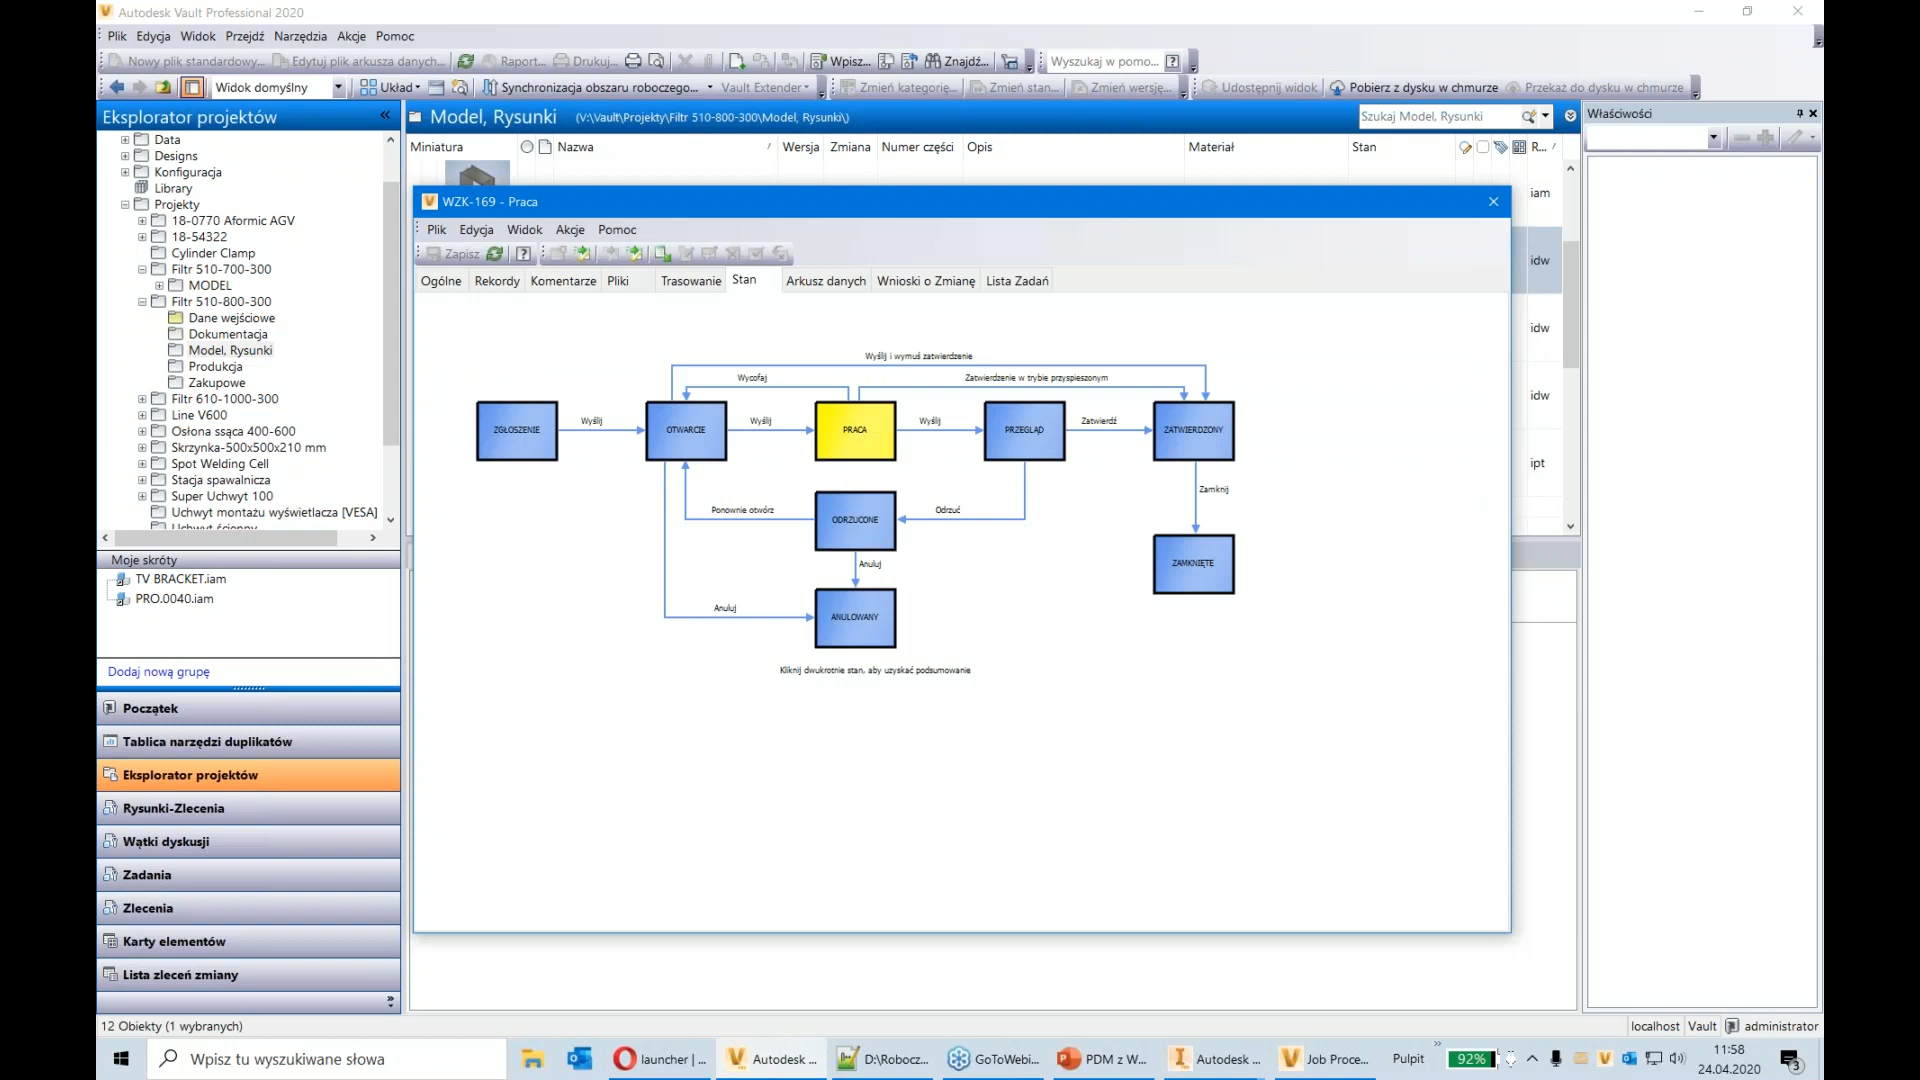 Autodesk Vault Professional 2020
Plik Edycja Widok Przejdź Narzędzia Akcje Pomoc
Nowy plik standardowy... Edytuj plik arkusza danych... Raport... Drukuj... Wpisz... Znajdź... Wyszukaj w pomo...
Widok domyślny Układ Synchronizacja obszaru roboczego... Vault Extender Zmień kategorię... Zmień stan... Zmień wersję... Udostępnij widok Pobierz z dysku w chmurze Przekaż do dysku w chmurze
Eksplorator projektów
Data
Designs
Konfiguracja
Library
Projekty
18-0770 Aformic AGV
18-54322
Cylinder Clamp
Filtr 510-700-300
MODEL
Filtr 510-800-300
Dane wejściowe
Dokumentacja
Model, Rysunki
Produkcja
Zakupowe
Filtr 610-1000-300
Line V600
Osłona ssąca 400-600
Skrzynka-500x500x210 mm
Spot Welding Cell
Stacja spawalnicza
Super Uchwyt 100
Uchwyt montażu wyświetlacza [VESA]
Moje skróty
TV BRACKET.iam
PRO.0040.iam
Dodaj nową grupę
Początek
Tablica narzędzi duplikatów
Eksplorator projektów
Rysunki-Zlecenia
Wątki dyskusji
Zadania
Zlecenia
Karty elementów
Lista zleceń zmiany
Model, Rysunki (V:\Vault\Projekty\Filtr 510-800-300\Model, Rysunki\)
Szukaj Model, Rysunki
Miniatura Nazwa Wersja Zmiana Numer części Opis Materiał Stan R...
iam
idw
idw
idw
ipt
Właściwości
WZK-169 - Praca
Plik Edycja Widok Akcje Pomoc
Zapisz
Ogólne Rekordy Komentarze Pliki Trasowanie Stan Arkusz danych Wnioski o Zmianę Lista Zadań
Wyślij i wymuś zatwierdzenie
Wycofaj Zatwierdzenie w trybie przyspieszonym
ZGŁOSZENIE Wyślij OTWARCIE Wyślij PRACA Wyślij PRZEGLĄD Zatwierdź ZATWIERDZONY
Zamknij
Ponownie otwórz ODRZUCONE Odrzuć
Anuluj ZAMKNIĘTE
Anuluj ANULOWANY
Kliknij dwukrotnie stan, aby uzyskać podsumowanie
12 Obiekty (1 wybranych) localhost Vault administrator
Wpisz tu wyszukiwane słowa launcher | ... Autodesk ... D:\Robocz... GoToWebi... PDM z W... Autodesk ... Job Proce... Pulpit 92% 11:58
24.04.2020 3